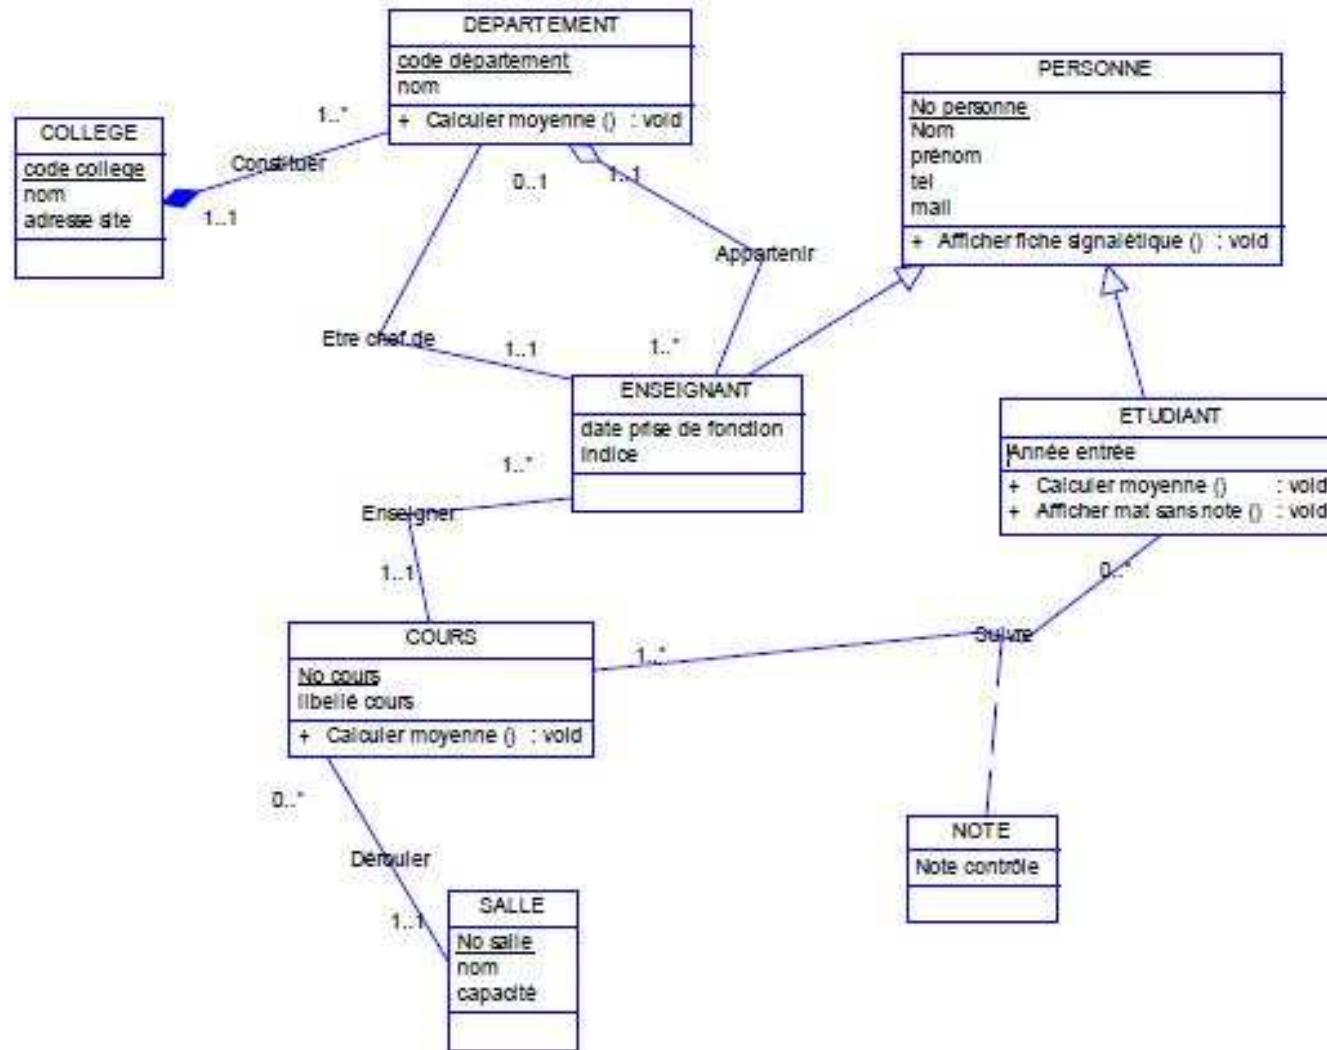 DEPARTEMENT
code département
nom
+ Calculer moyenne () : void
PERSONNE
No personne
Nom
prénom
tel
mail
+ Afficher fiche signalétique () : void
COLLEGE
code college
nom
adresse site
1..*
Constituer
1..1
0..1
1..1
Appartenir
Etre chef de
1..1
1..*
ENSEIGNANT
date prise de fonction
indice
ETUDIANT
Année entrée
+ Calculer moyenne () : void
+ Afficher mat sans note () : void
1..*
Enseigner
1..1
0..*
Suivre
1..*
COURS
No cours
libellé cours
+ Calculer moyenne () : void
0..*
Dérouler
1..1
NOTE
Note contrôle
SALLE
No salle
nom
capacité